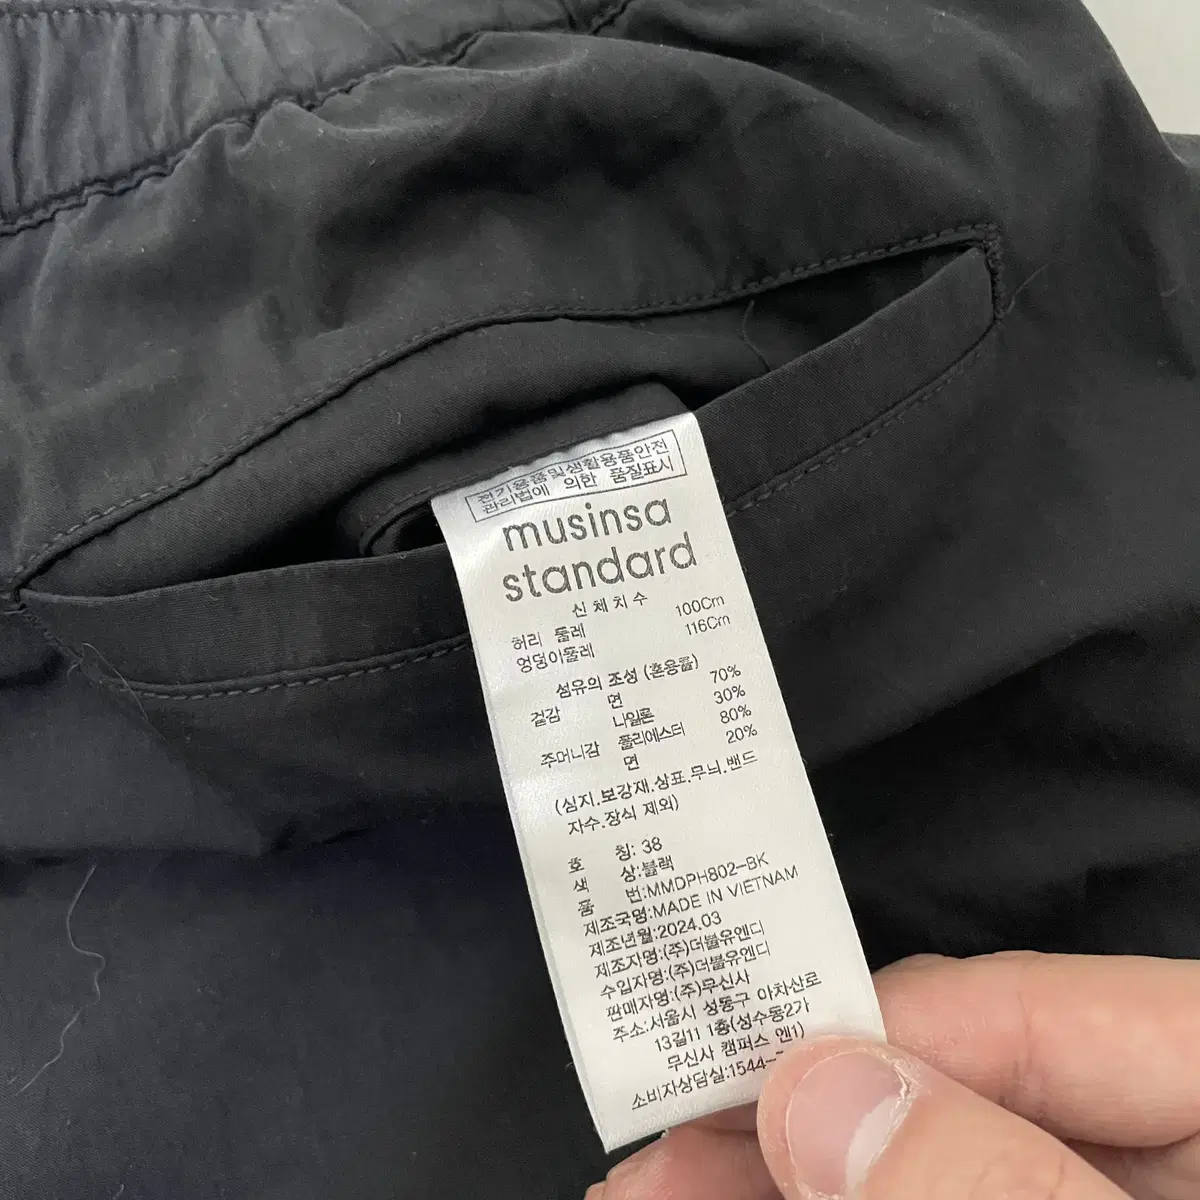 전기용품및생활용품안전
관리법에 의한 품질표시
musinsa
standard
신체치수
허리 둘레 100Cm
엉덩이둘레 116Cm
섬유의 조성 (혼용률)
겉감 면 70%
나일론 30%
주머니감 폴리에스터 80%
면 20%
(심지.보강재.상표.무늬.밴드
자수.장식 제외)
호 칭: 38
색 상:블랙
품 번:MMDPH802-BK
제조국명:MADE IN VIETNAM
제조년월:2024.03
제조자명:(주)더블유엔디
수입자명:(주)더블유엔디
판매자명:(주)무신사
주소:서울시 성동구 아차산로
13길11 1층(성수동2가
무신사 캠퍼스 엔1)
소비자상담실:1544-